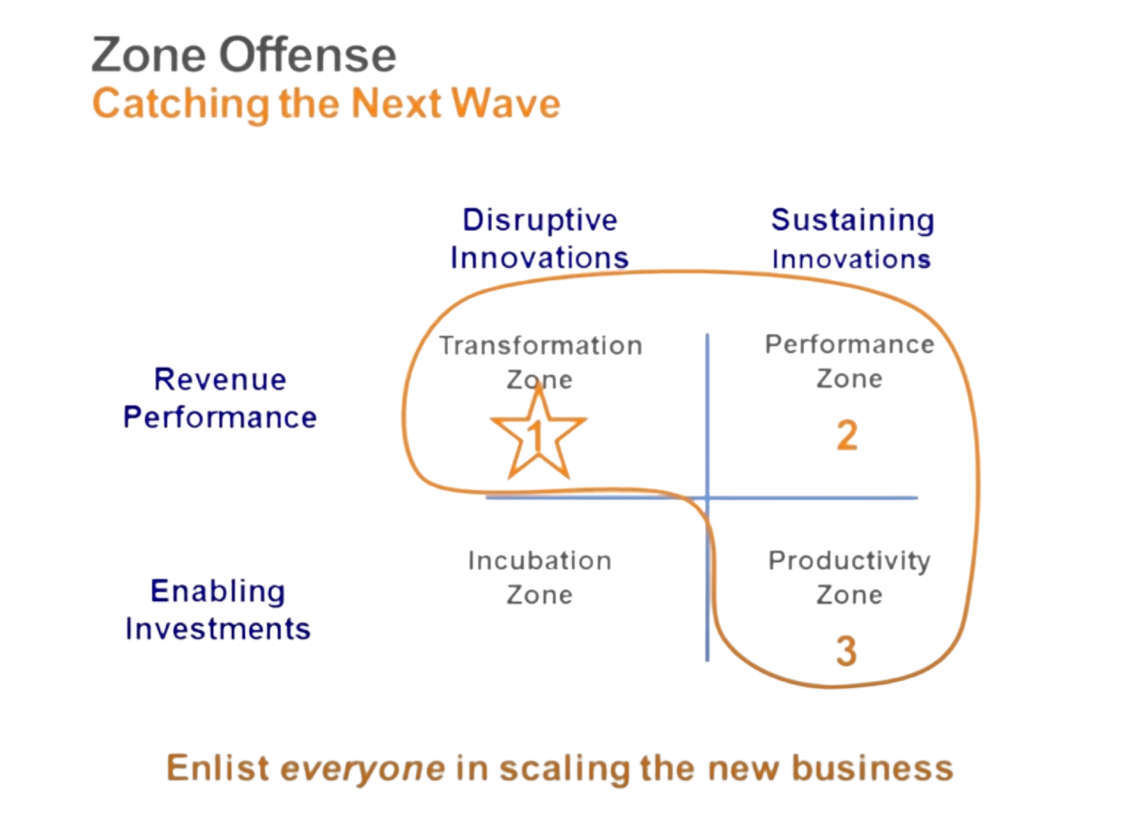 Zone Offense
Catching the Next Wave
Disruptive
Innovations
Sustaining
Innovations
Revenue
Performance
Transformation
Zone
1
Performance
Zone
2
Enabling
Investments
Incubation
Zone
Productivity
Zone
3
Enlist everyone in scaling the new business